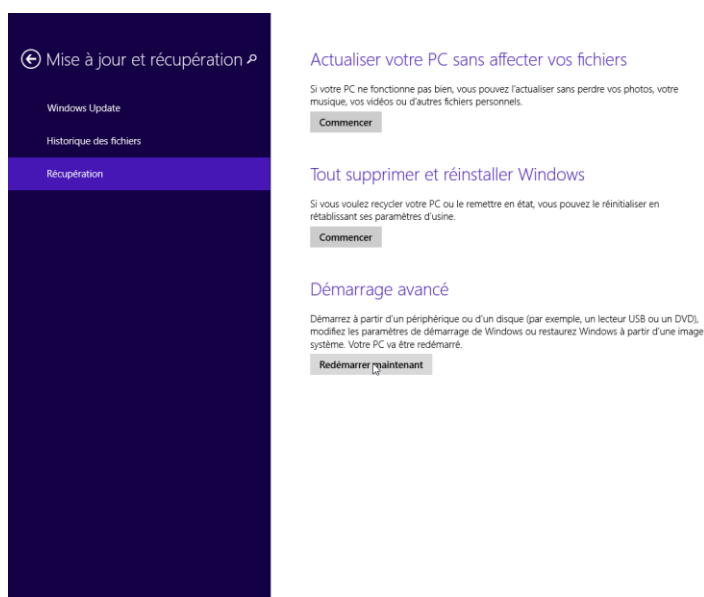 Mise à jour et récupération
Windows Update
Historique des fichiers
Récupération
Actualiser votre PC sans affecter vos fichiers
Si votre PC ne fonctionne pas bien, vous pouvez l'actualiser sans perdre vos photos, votre
musique, vos vidéos ou d'autres fichiers personnels.
Commencer
Tout supprimer et réinstaller Windows
Si vous voulez recycler votre PC ou le remettre en état, vous pouvez le réinitialiser en
rétablissant ses paramètres d'usine.
Commencer
Démarrage avancé
Démarrez à partir d'un périphérique ou d'un disque (par exemple, un lecteur USB ou un DVD),
modifiez les paramètres de démarrage de Windows ou restaurez Windows à partir d'une image
système. Votre PC va être redémarré.
Redémarrer maintenant